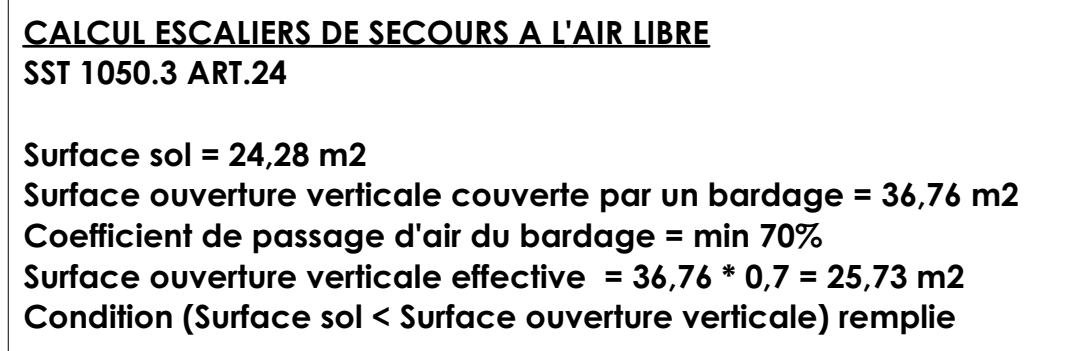 CALCUL ESCALIERS DE SECOURS A L'AIR LIBRE
SST 1050.3 ART.24
Surface sol = 24,28 m2
Surface ouverture verticale couverte par un bardage = 36,76 m2
Coefficient de passage d'air du bardage = min 70%
Surface ouverture verticale effective  = 36,76 * 0,7 = 25,73 m2
Condition (Surface sol < Surface ouverture verticale) remplie